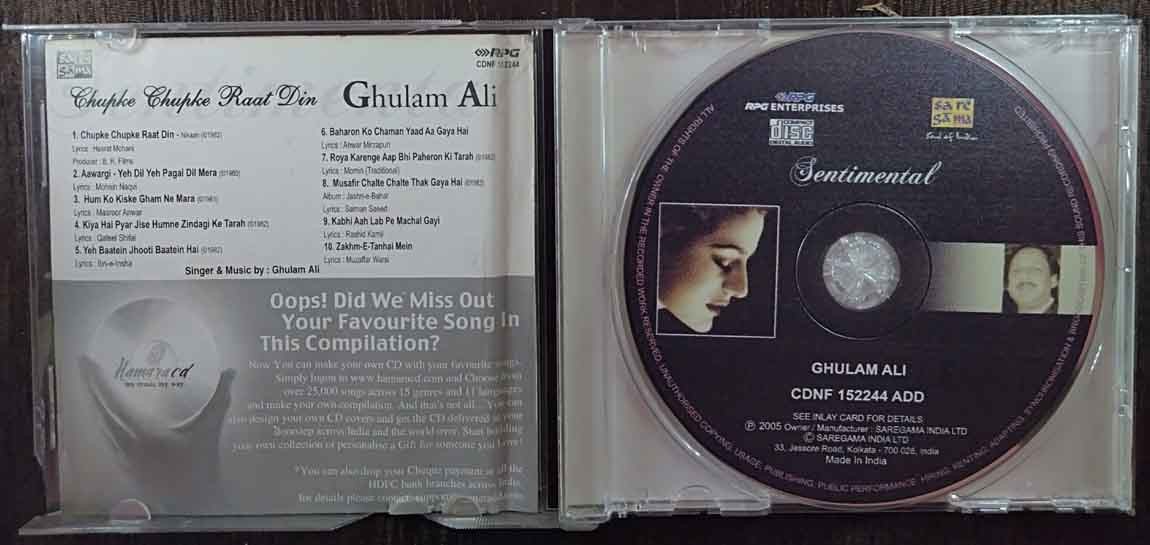 sa re
ga ma
RPG
CDNF 152244
Chupke Chupke Raat Din Ghulam Ali
1. Chupke Chupke Raat Din - Nikaah (©1982)
Lyrics : Hasrat Mohani
Producer : B. R. Films
2. Aawargi - Yeh Dil Yeh Pagal Dil Mera
Lyrics : Mohsin Naqvi
3. Hum Ko Kiske Gham Ne Mara
Lyrics : Masroor Anwar
4. Kiya Hai Pyar Jise Humne Zindagi Ke Tarah (©1982)
Lyrics : Qateel Shifai
5. Yeh Baatein Jhooti Baatein Hai (©1982)
Lyrics : Ibn-e-Insha
6. Baharon Ko Chaman Yaad Aa Gaya Hai
Lyrics : Anwar Mirzapuri
7. Roya Karenge Aap Bhi Paheron Ki Tarah
Lyrics : Momin (Traditional)
8. Musafir Chalte Chalte Thak Gaya Hai
Album : Jashn-e-Bahar
Lyrics : Saeed
9. Kabhi Aah Lab Pe Machal Gayi
Lyrics : Rashid Kamil
10. Zakhm-E-Tanhai Mein
Lyrics : Muzaffar Warsi
Singer & Music by : Ghulam Ali
Oops! Did We Miss Out
Your Favourite Song In
This Compilation?
Hamaracd
my music my way
Now You can make your own CD with your favourite songs.
Simply logon to www.hamaracd.com and Choose from
over 25,000 songs across 15 genres and 11 languages
and make your own compilation. And that's not all... You can
also design your own CD covers and get the CD delivered at your
doorstep across India and the world over. Start building
your own collection or personalise a Gift for someone you Love!
*You can also drop your Cheque payment at all the
HDFC bank branches across India,
for details please contact
RPG
RPG ENTERPRISES
COMPACT
disc
DIGITAL AUDIO
sa re
ga ma
Soul of India
Sentimental
GHULAM ALI
CDNF 152244 ADD
SEE INLAY CARD FOR DETAILS
℗ 2005 Owner / Manufacturer : SAREGAMA INDIA LTD
© SAREGAMA INDIA LTD
33, Jessore Road, Kolkata - 700 028, India
Made In India
ALL RIGHTS OF THE OWNER IN THE RECORDED WORK RESERVED. UNAUTHORISED COPYING, USAGE, PUBLISHING, PUBLIC PERFORMANCE, HIRING, RENTING, ADAPTING, SYNCHRONISATION &